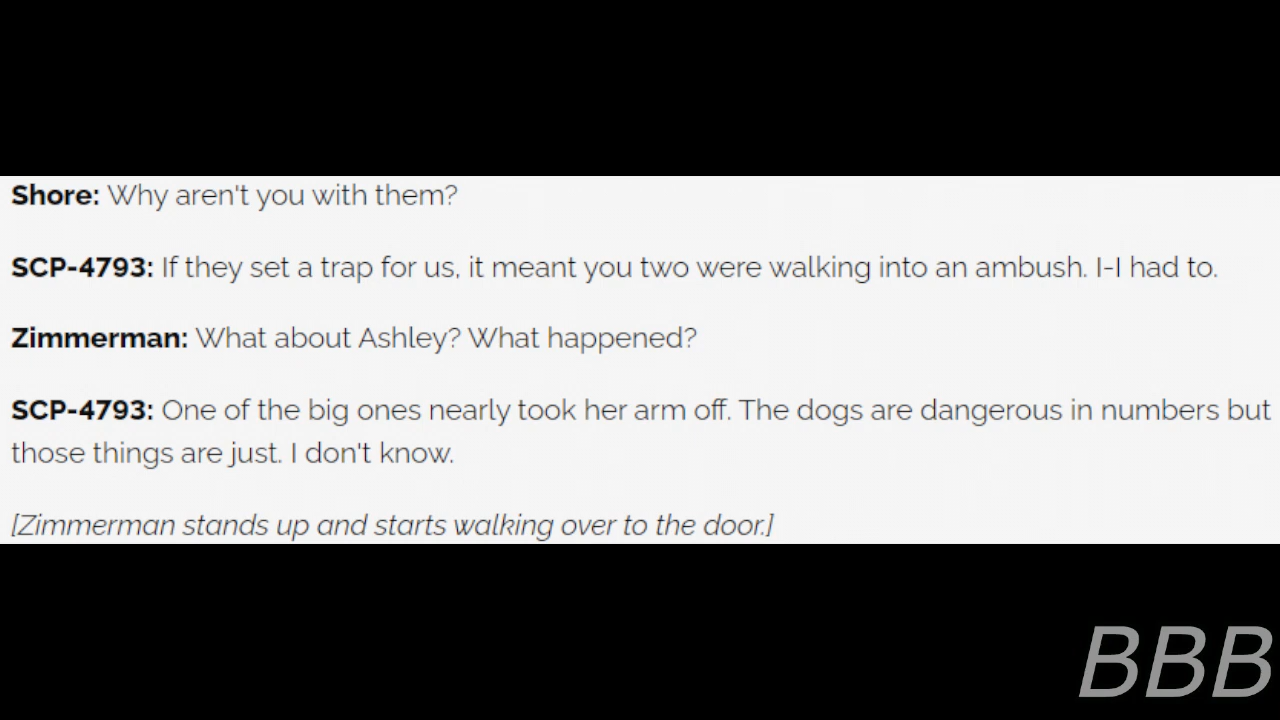 Shore: Why aren't you with them?
SCP-4793: If they set a trap for us, it meant you two were walking into an ambush. I-I had to.
Zimmerman: What about Ashley? What happened?
SCP-4793: One of the big ones nearly took her arm off. The dogs are dangerous in numbers but
those things are just. I don't know.
[Zimmerman stands up and starts walking over to the door.]
BBB